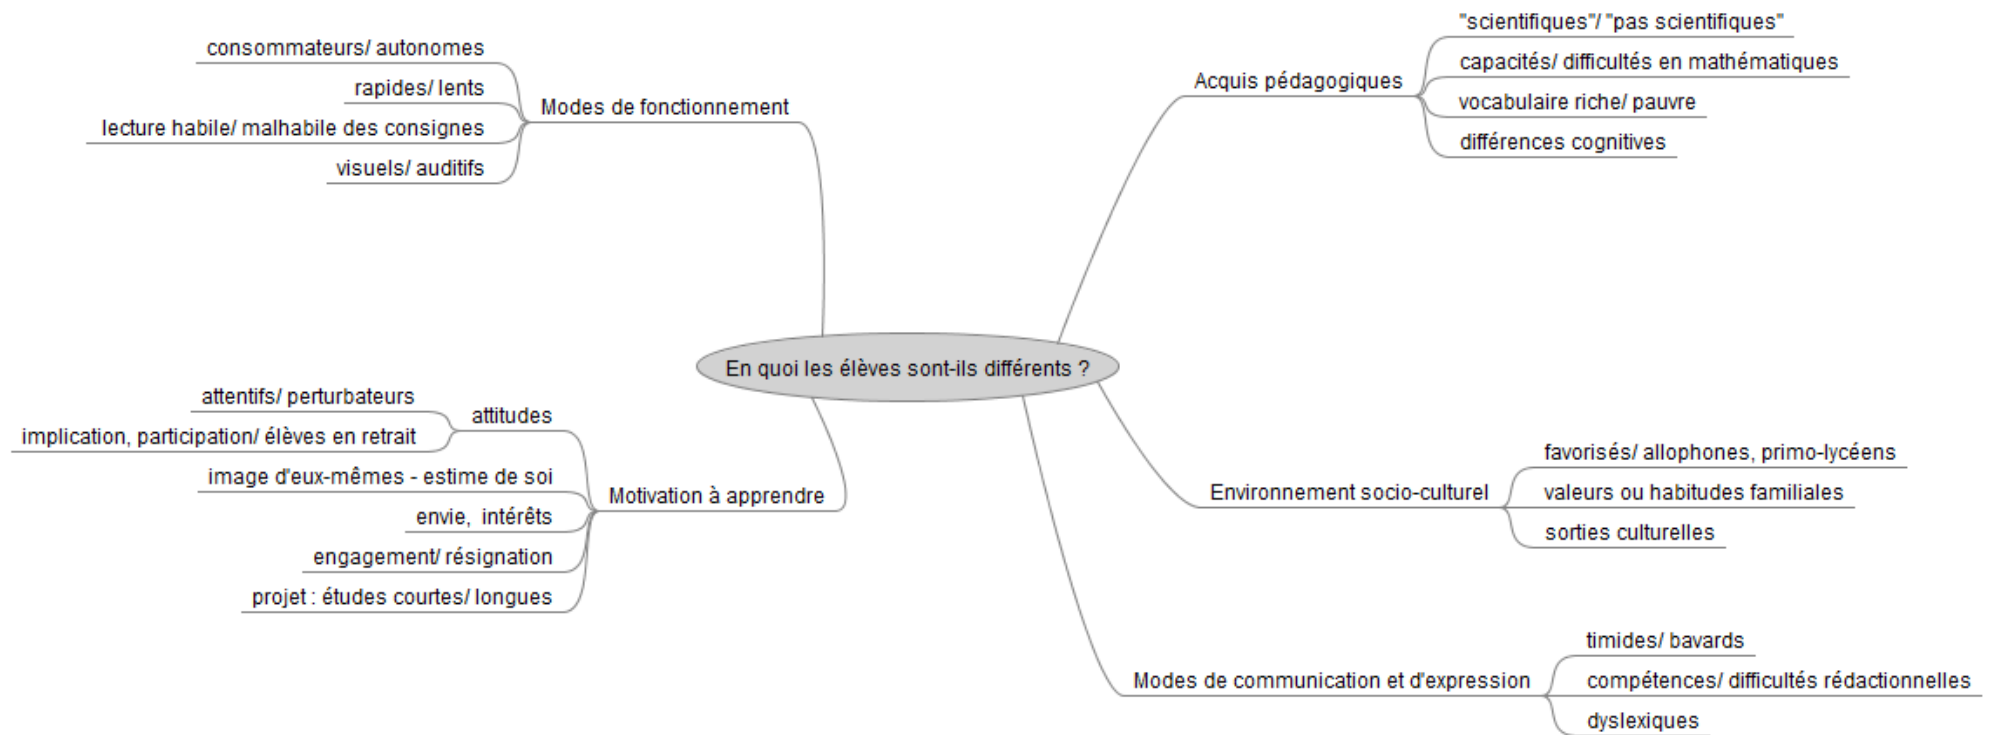 En quoi les élèves sont-ils différents ?
Modes de fonctionnement
consommateurs/ autonomes
rapides/ lents
lecture habile/ malhabile des consignes
visuels/ auditifs
Motivation à apprendre
attitudes
attentifs/ perturbateurs
implication, participation/ élèves en retrait
image d'eux-mêmes - estime de soi
envie, intérêts
engagement/ résignation
projet : études courtes/ longues
Acquis pédagogiques
"scientifiques"/ "pas scientifiques"
capacités/ difficultés en mathématiques
vocabulaire riche/ pauvre
différences cognitives
Environnement socio-culturel
favorisés/ allophones, primo-lycéens
valeurs ou habitudes familiales
sorties culturelles
Modes de communication et d'expression
timides/ bavards
compétences/ difficultés rédactionnelles
dyslexiques